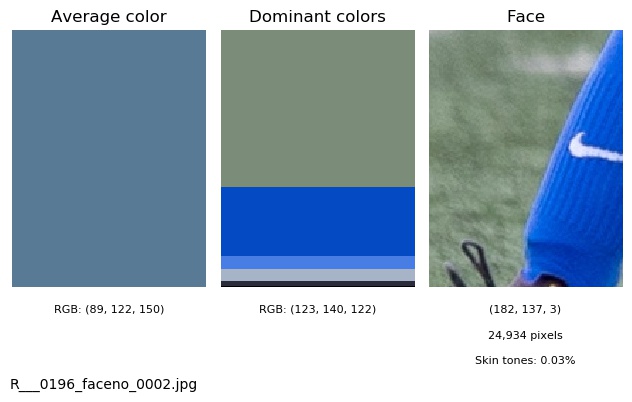 Average color
Dominant colors
Face
RGB: (89, 122, 150)
RGB: (123, 140, 122)
(182, 137, 3)
24,934 pixels
Skin tones: 0.03%
R___0196_faceno_0002.jpg